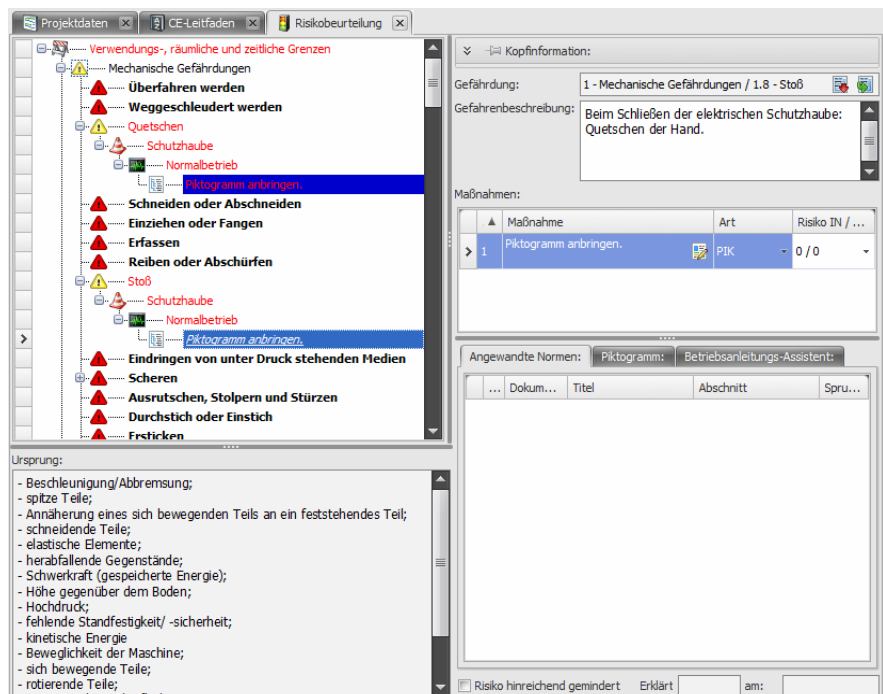 Projektdaten
CE-Leitfaden
Risikobeurteilung
Verwendungs-, räumliche und zeitliche Grenzen
Mechanische Gefährdungen
Überfahren werden
Weggeschleudert werden
Quetschen
Schutzhaube
Normalbetrieb
Piktogramm anbringen.
Schneiden oder Abschneiden
Einziehen oder Fangen
Erfassen
Reiben oder Abschürfen
Stoß
Schutzhaube
Normalbetrieb
Piktogramm anbringen.
Eindringen von unter Druck stehenden Medien
Scheren
Ausrutschen, Stolpern und Stürzen
Durchstich oder Einstich
Ersticken
Ursprung:
- Beschleunigung/Abbremsung;
- spitze Teile;
- Annäherung eines sich bewegenden Teils an ein feststehendes Teil;
- schneidende Teile;
- elastische Elemente;
- herabfallende Gegenstände;
- Schwerkraft (gespeicherte Energie);
- Höhe gegenüber dem Boden;
- Hochdruck;
- fehlende Standfestigkeit/ -sicherheit;
- kinetische Energie
- Beweglichkeit der Maschine;
- sich bewegende Teile;
- rotierende Teile;
Kopfinformation:
Gefährdung: 1 - Mechanische Gefährdungen / 1.8 - Stoß
Gefahrenbeschreibung: Beim Schließen der elektrischen Schutzhaube:
Quetschen der Hand.
Maßnahmen:
Maßnahme Art Risiko IN / ...
1 Piktogramm anbringen. PIK 0 / 0
Angewandte Normen: Piktogramm: Betriebsanleitungs-Assistent:
... Dokum... Titel Abschnitt Spru...
Risiko hinreichend gemindert Erklärt am: